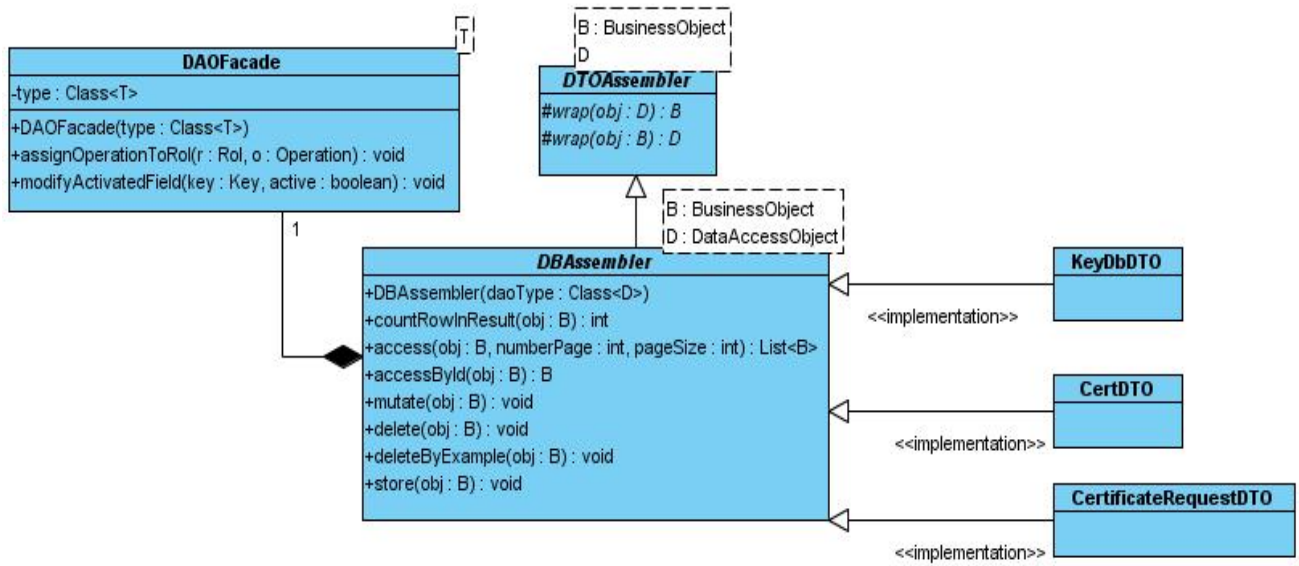 T
DAOFacade
-type : Class<T>
+DAOFacade(type : Class<T>)
+assignOperationToRol(r : Rol, o : Operation) : void
+modifyActivatedField(key : Key, active : boolean) : void
1
B : BusinessObject
D
DTOAssembler
#wrap(obj : D) : B
#wrap(obj : B) : D
B : BusinessObject
D : DataAccessObject
DBAssembler
+DBAssembler(daoType : Class<D>)
+countRowInResult(obj : B) : int
+access(obj : B, numberPage : int, pageSize : int) : List<B>
+accessById(obj : B) : B
+mutate(obj : B) : void
+delete(obj : B) : void
+deleteByExample(obj : B) : void
+store(obj : B) : void
KeyDbDTO
<<implementation>>
CertDTO
<<implementation>>
CertificateRequestDTO
<<implementation>>